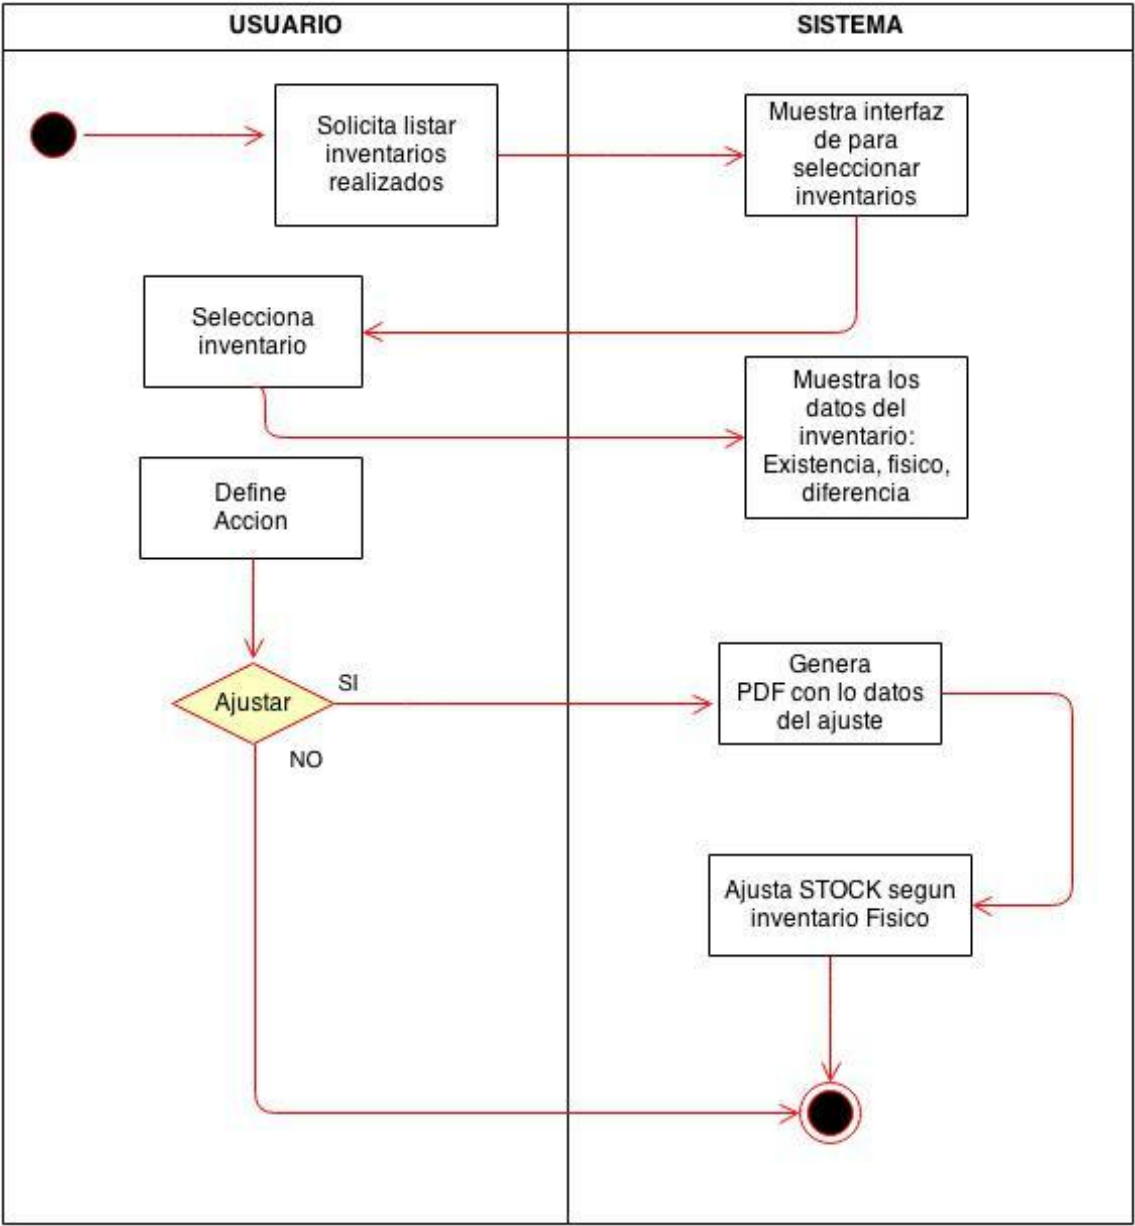 USUARIO
SISTEMA
Solicita listar
inventarios
realizados
Muestra interfaz
de para
seleccionar
inventarios
Selecciona
inventario
Muestra los
datos del
inventario:
Existencia, fisico,
diferencia
Define
Accion
Ajustar
SI
NO
Genera
PDF con lo datos
del ajuste
Ajusta STOCK segun
inventario Fisico